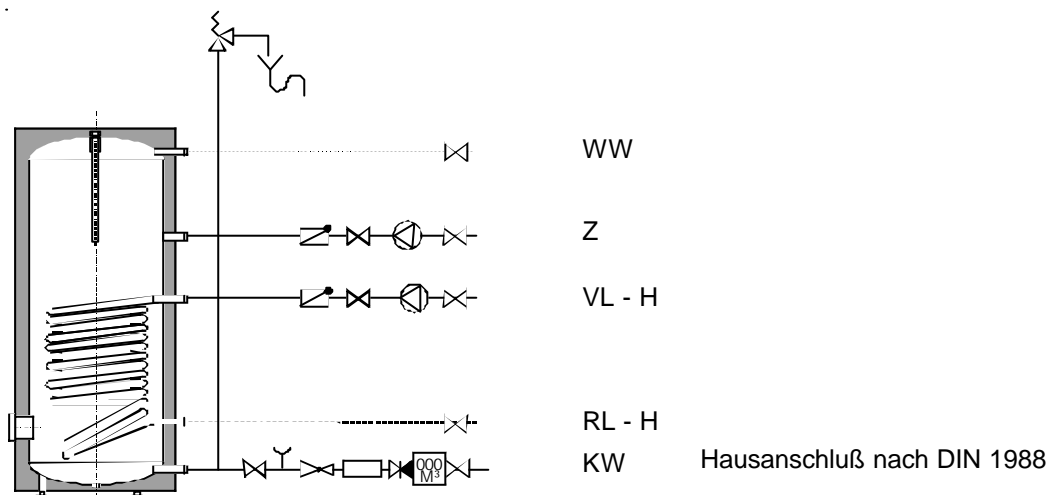 WW
Z
VL - H
RL - H
000
M³
KW
Hausanschluß nach DIN 1988